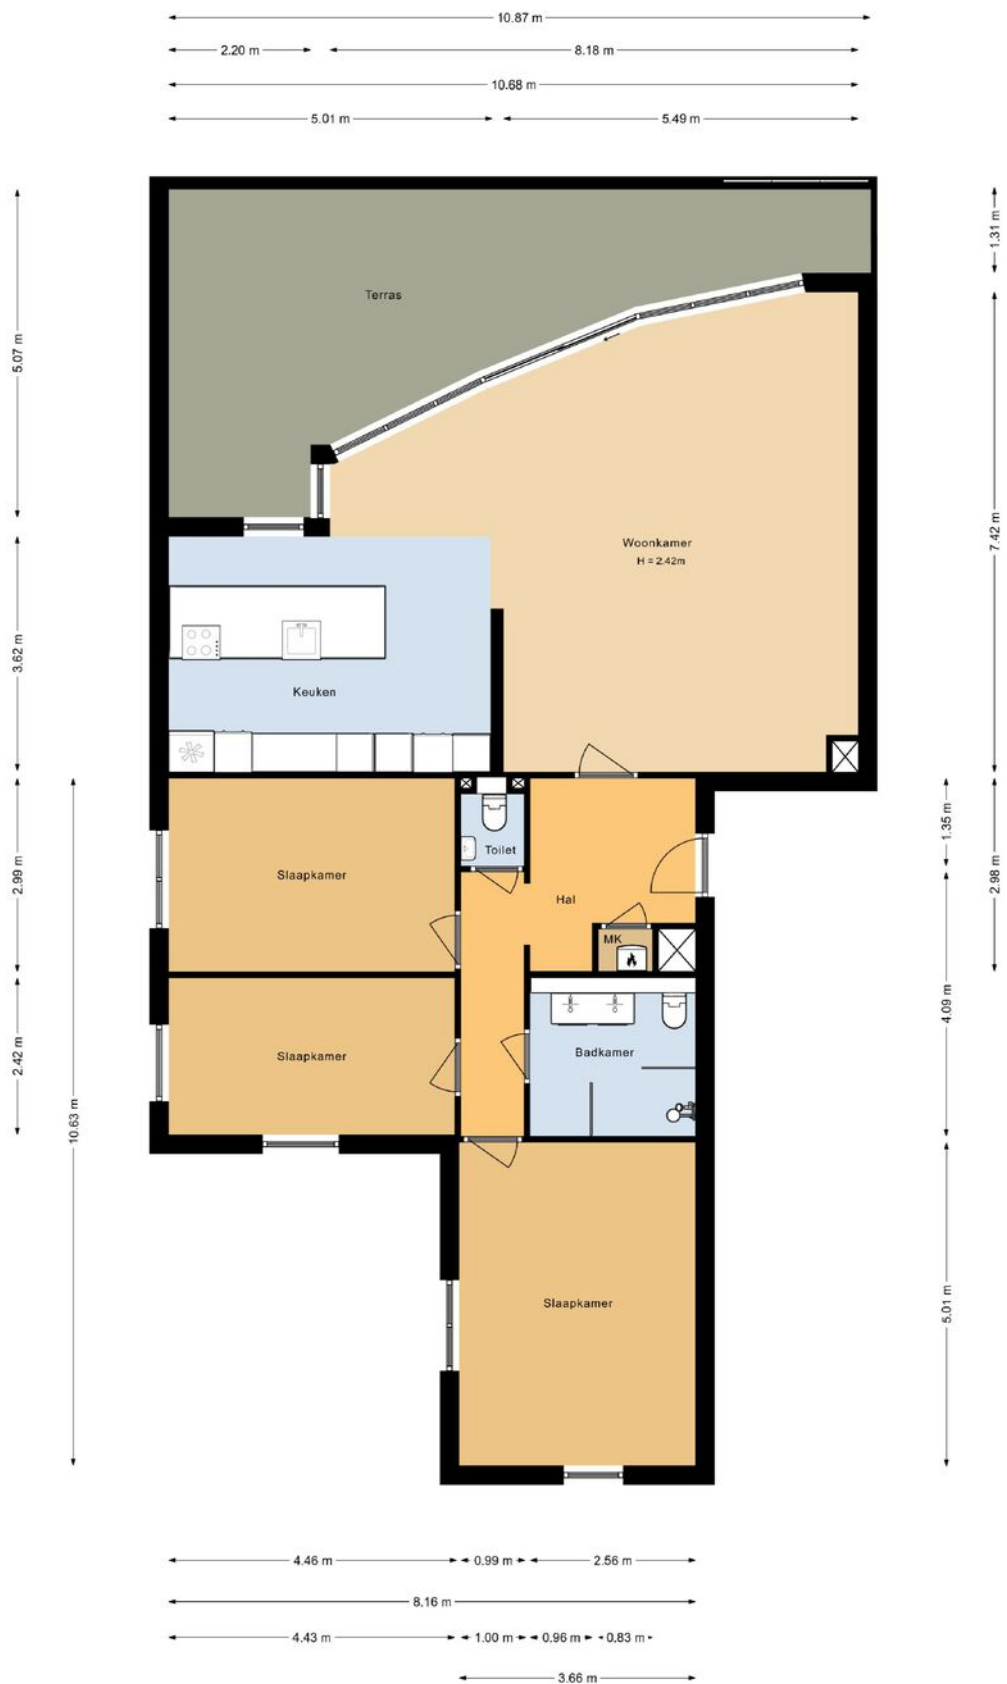 10.87 m
2.20 m
8.18 m
10.68 m
5.01 m
5.49 m
1.31 m
Terras
5.07 m
Woonkamer
H = 2.42m
7.42 m
3.62 m
Keuken
1.35 m
Toilet
2.99 m
Slaapkamer
2.98 m
Hal
MK
4.09 m
2.42 m
Slaapkamer
Badkamer
10.63 m
Slaapkamer
5.01 m
4.46 m
0.99 m
2.56 m
8.16 m
4.43 m
1.00 m
0.96 m
0.83 m
3.66 m